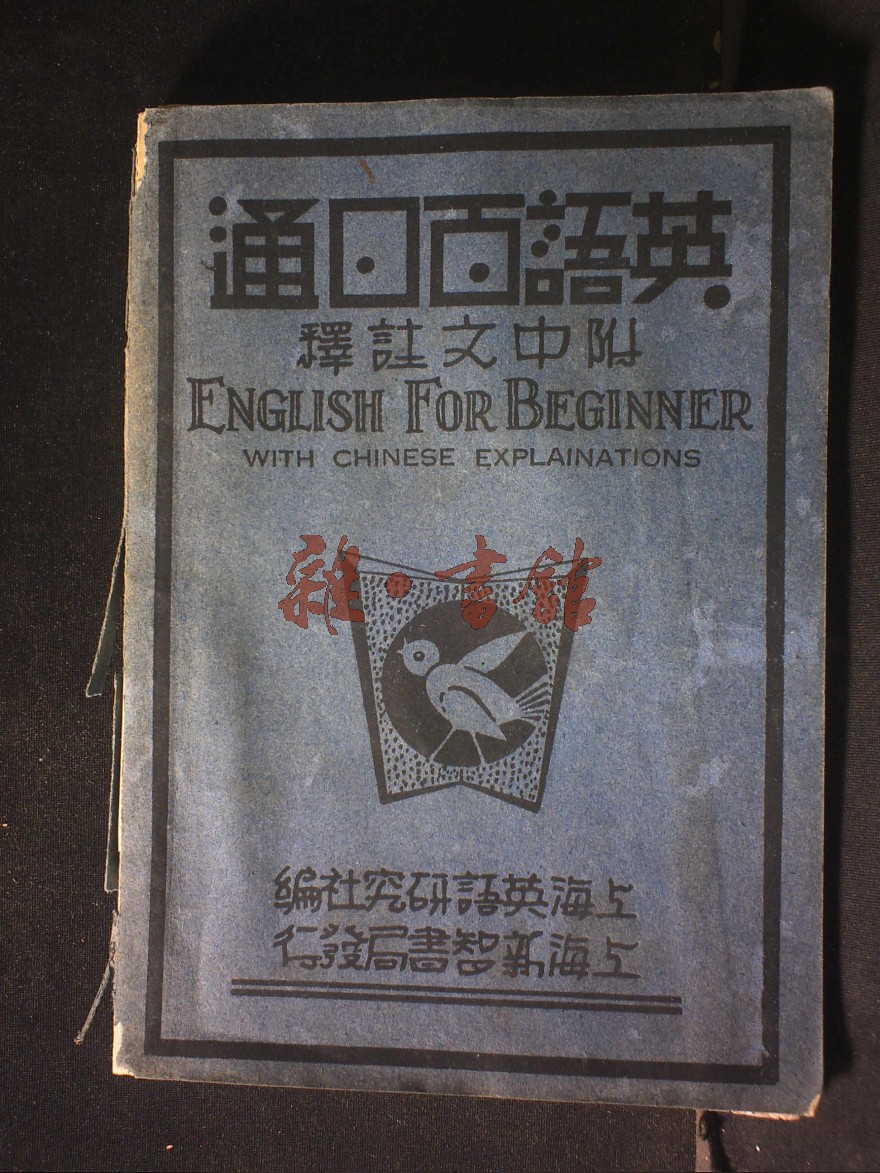 英語百日通
附中文註釋
ENGLISH FOR BEGINNER
WITH CHINESE EXPLAINATIONS
雜·書館
上海英語研究社編
上海新智書局發行